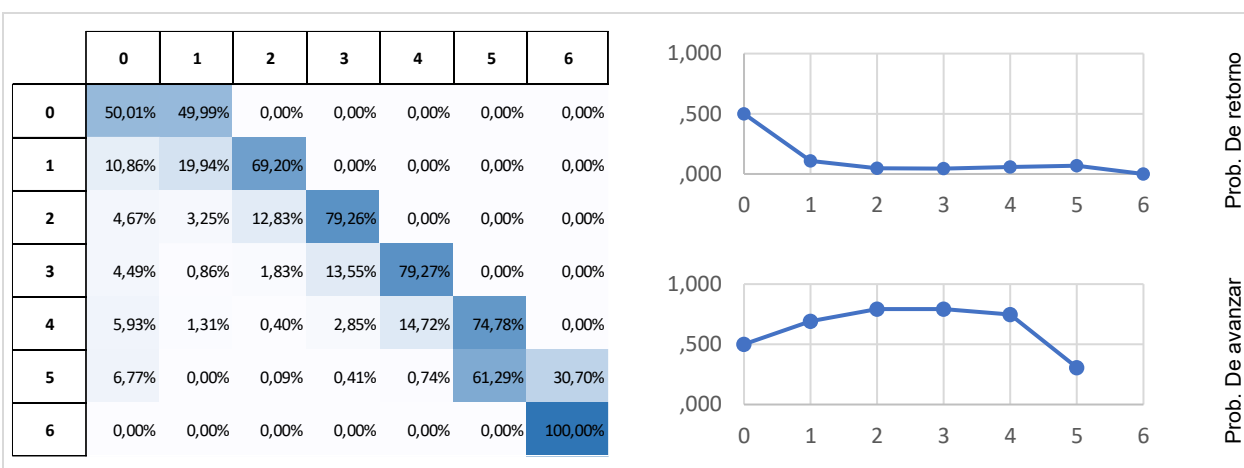 0 1 2 3 4 5 6
0 50,01% 49,99% 0,00% 0,00% 0,00% 0,00% 0,00%
1 10,86% 19,94% 69,20% 0,00% 0,00% 0,00% 0,00%
2 4,67% 3,25% 12,83% 79,26% 0,00% 0,00% 0,00%
3 4,49% 0,86% 1,83% 13,55% 79,27% 0,00% 0,00%
4 5,93% 1,31% 0,40% 2,85% 14,72% 74,78% 0,00%
5 6,77% 0,00% 0,09% 0,41% 0,74% 61,29% 30,70%
6 0,00% 0,00% 0,00% 0,00% 0,00% 0,00% 100,00%
1,000
,500
,000
0 1 2 3 4 5 6
Prob. De retorno
1,000
,500
,000
0 1 2 3 4 5 6
Prob. De avanzar